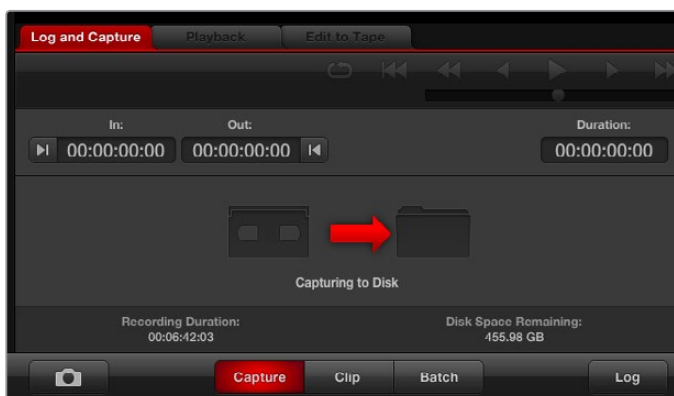 Log and Capture Playback Edit to Tape
In: Out: Duration:
00:00:00:00 00:00:00:00 00:00:00:00
Capturing to Disk
Recording Duration: Disk Space Remaining:
00:06:42:03 455.98 GB
Capture Clip Batch Log